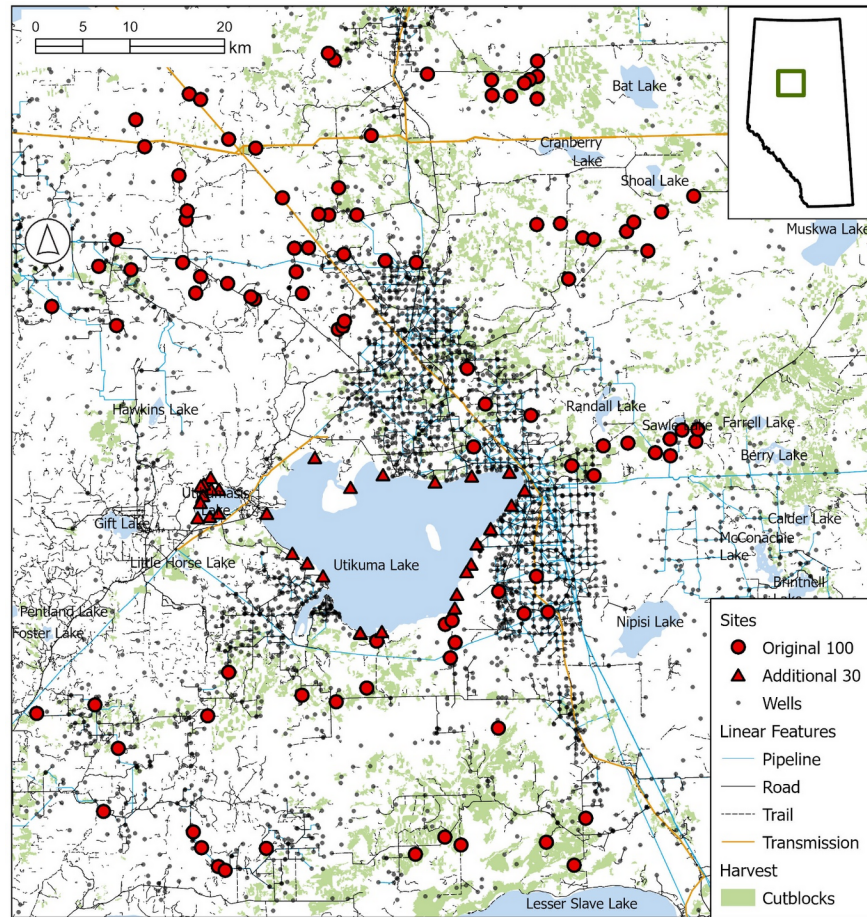 0 5 10 20
km
Bat Lake
Cranberry
Lake
Shoal Lake
Muskwa Lake
Hawkins Lake
Randall Lake
Sawle Lake
Farrell Lake
Berry Lake
Utikumasis
Lake
Gift Lake
Calder Lake
McConachie
Lake
Little Horse Lake
Utikuma Lake
Brintnell
Pentland Lake
Foster Lake
Nipisi Lake
Sites
Original 100
Additional 30
Wells
Linear Features
Pipeline
Road
Trail
Transmission
Harvest
Cutblocks
Lesser Slave Lake